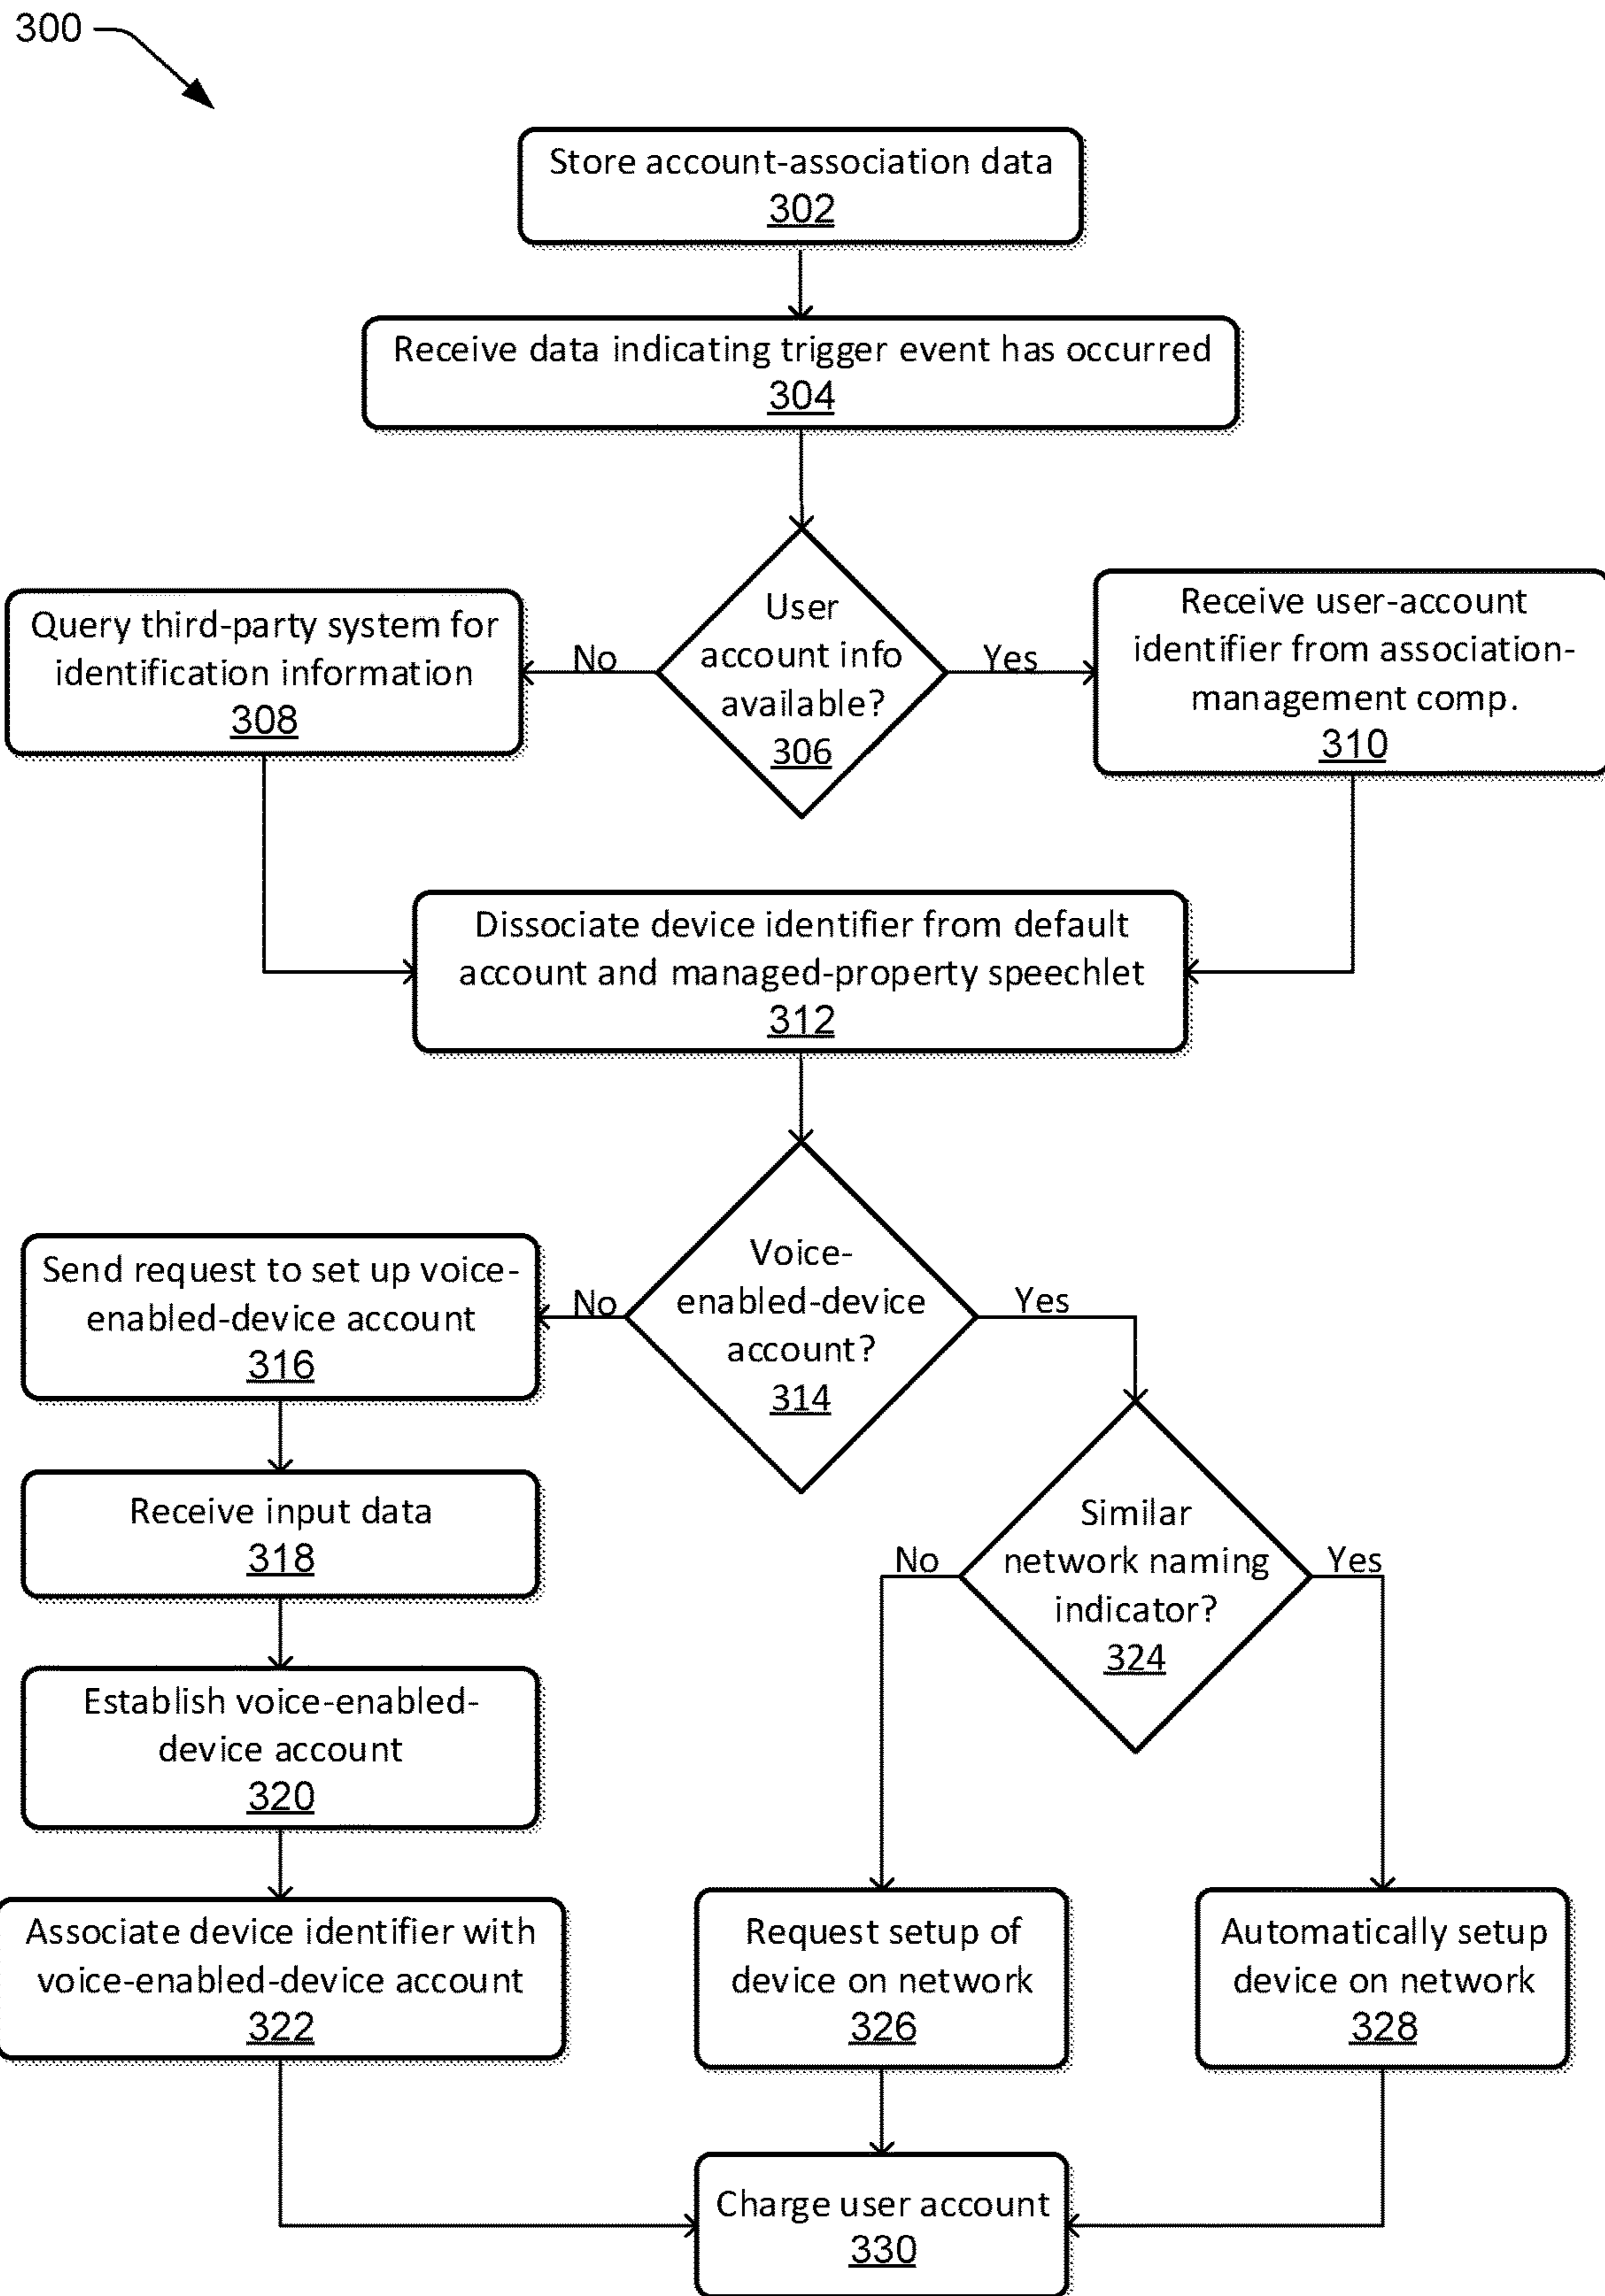 300
Store account-association data
302
Receive data indicating trigger event has occurred
304
User
account info
available?
306
No
Yes
Query third-party system for
identification information
308
Receive user-account
identifier from association-
management comp.
310
Dissociate device identifier from default
account and managed-property speechlet
312
Voice-
enabled-device
account?
314
No
Yes
Send request to set up voice-
enabled-device account
316
Receive input data
318
Establish voice-enabled-
device account
320
Associate device identifier with
voice-enabled-device account
322
Similar
network naming
indicator?
324
No
Yes
Request setup of
device on network
326
Automatically setup
device on network
328
Charge user account
330